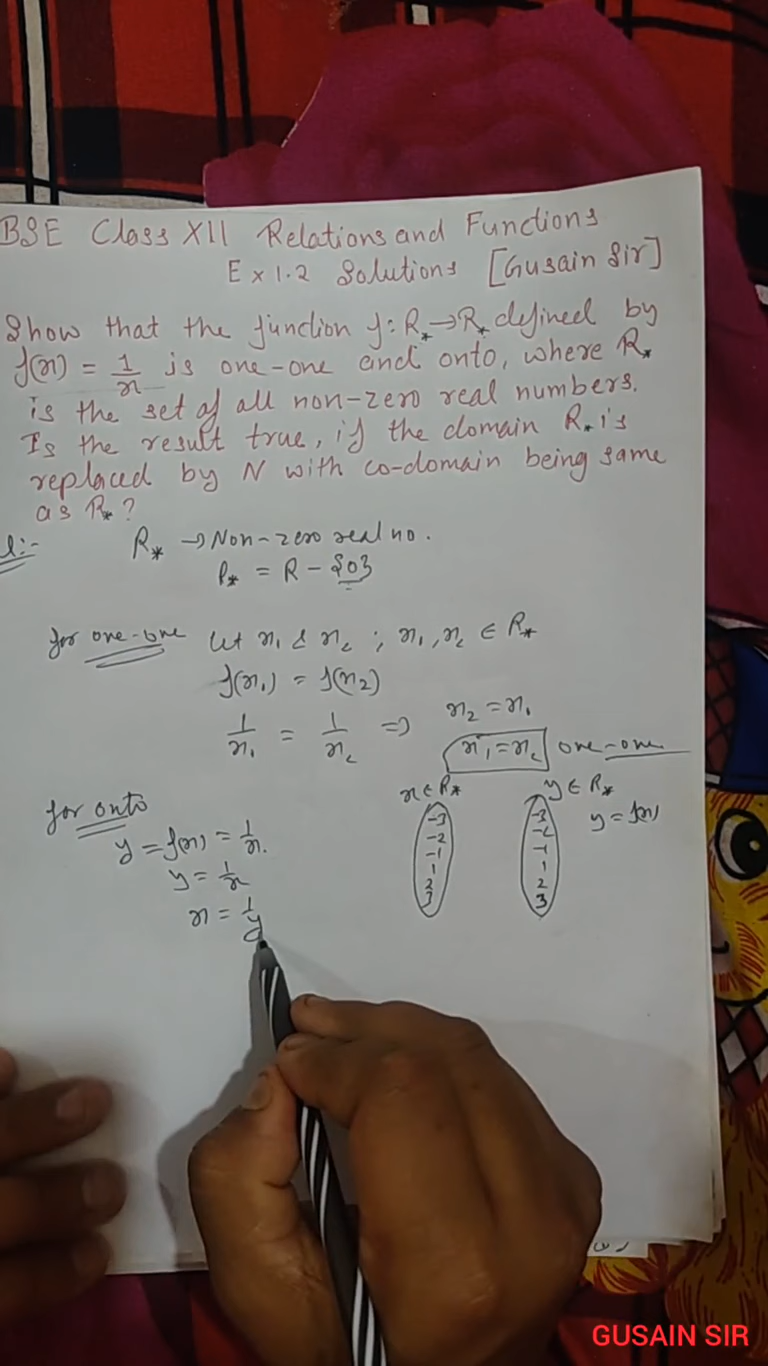 BSE Class XII Relations and Functions
Ex 1.2 Solutions [Gusain Sir]
Show that the function f: R* → R* defined by
f(x) = 1/x is one-one and onto, where R*
is the set of all non-zero real numbers.
Is the result true, if the domain R* is
replaced by N with co-domain being same
as R*?
R* → Non-zero real no.
R* = R - {0}
for one-one let x₁ & x₂ ; x₁, x₂ ∈ R*
f(x₁) = f(x₂)
1/x₁ = 1/x₂ => x₂ = x₁
x₁ = x₂ one-one
for onto
y = f(x) = 1/x.
y = 1/x
x = 1/y
x ∈ R* y ∈ R*
-3 -3 y = f(x)
-2 -2
-1 -1
1 1
2 2
3 3
GUSAIN SIR